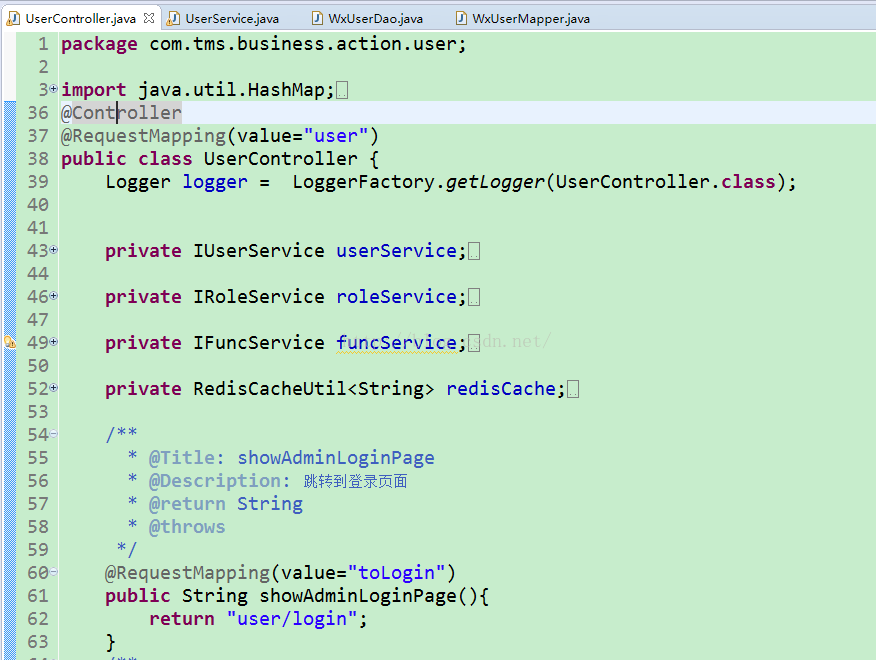 UserController.java UserService.java WxUserDao.java WxUserMapper.java
1 package com.tms.business.action.user;
2
3 import java.util.HashMap;
36 @Controller
37 @RequestMapping(value="user")
38 public class UserController {
39 Logger logger =  LoggerFactory.getLogger(UserController.class);
40
41
43 private IUserService userService;
44
46 private IRoleService roleService;
47
49 private IFuncService funcService;
50
52 private RedisCacheUtil<String> redisCache;
53
54 /**
55 * @Title: showAdminLoginPage
56 * @Description: 跳转到登录页面
57 * @return String
58 * @throws
59 */
60 @RequestMapping(value="toLogin")
61 public String showAdminLoginPage(){
62 return "user/login";
63 }